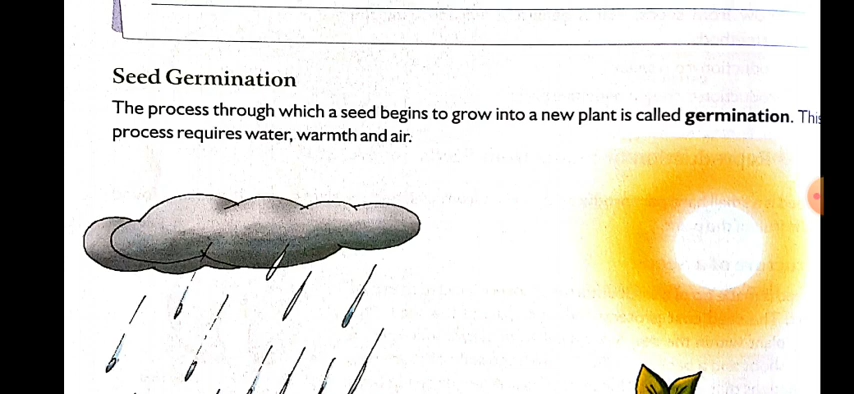 Seed Germination
The process through which a seed begins to grow into a new plant is called germination. This
process requires water, warmth and air.